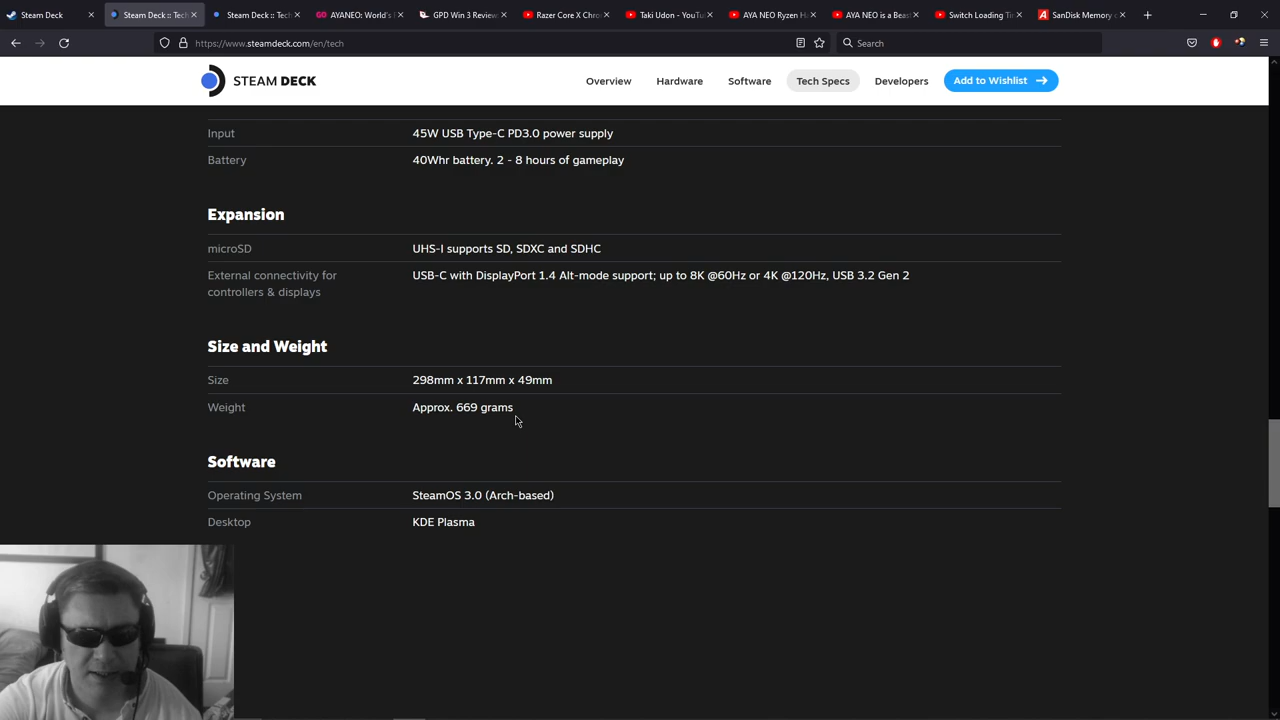 Steam Deck
Steam Deck :: Tech
Steam Deck :: Tech
AYANEO: World's
GPD Win 3 Review
Razer Core X Chro
Taki Udon - YouTu
AYA NEO Ryzen Ha
AYA NEO is a Beas
Switch Loading Ti
SanDisk Memory
https://www.steamdeck.com/en/tech
Search
STEAM DECK
Overview
Hardware
Software
Tech Specs
Developers
Add to Wishlist
Input 45W USB Type-C PD3.0 power supply
Battery 40Whr battery. 2 - 8 hours of gameplay
Expansion
microSD UHS-I supports SD, SDXC and SDHC
External connectivity for USB-C with DisplayPort 1.4 Alt-mode support; up to 8K @60Hz or 4K @120Hz, USB 3.2 Gen 2
controllers & displays
Size and Weight
Size 298mm x 117mm x 49mm
Weight Approx. 669 grams
Software
Operating System SteamOS 3.0 (Arch-based)
Desktop KDE Plasma